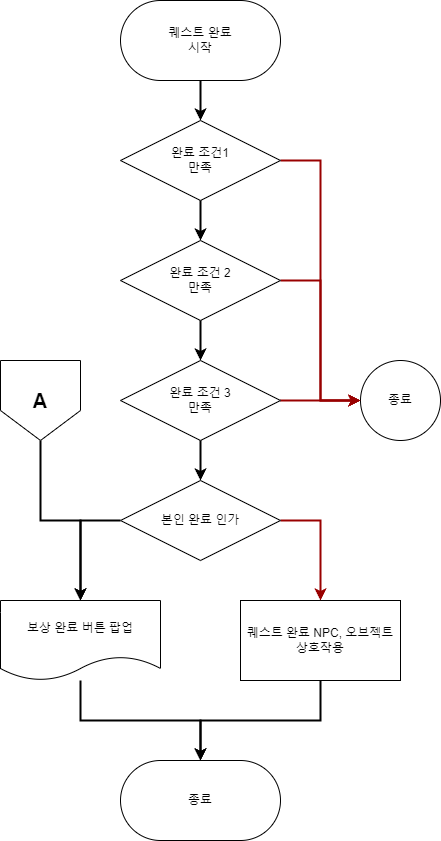 퀘스트 완료
시작
완료 조건1
만족
완료 조건 2
만족
A
완료 조건 3
만족
종료
본인 완료 인가
보상 완료 버튼 팝업
퀘스트 완료 NPC, 오브젝트
상호작용
종료